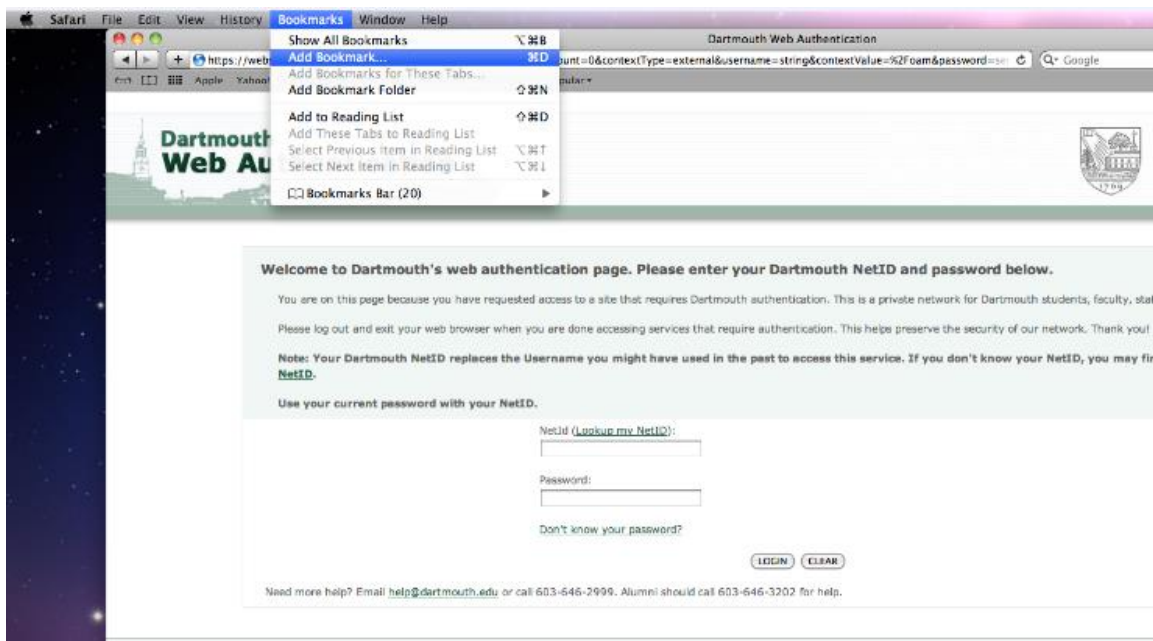 Safari File Edit View History Bookmarks Window Help
Show All Bookmarks ⌥⌘B
Add Bookmark... ⌘D
Add Bookmarks for These Tabs...
Add Bookmark Folder ⇧⌘N
Add to Reading List ⇧⌘D
Add These Tabs to Reading List
Select Previous Item in Reading List ⌥⌘↑
Select Next Item in Reading List ⌥⌘↓
Bookmarks Bar (20)
Dartmouth Web Authentication
https://web ount=0&contextType=external&username=string&contextValue=%2Foam&password=se Google
Apple Yahoo! pular
Dartmouth
Web Au
1769
Welcome to Dartmouth's web authentication page. Please enter your Dartmouth NetID and password below.
You are on this page because you have requested access to a site that requires Dartmouth authentication. This is a private network for Dartmouth students, faculty, sta
Please log out and exit your web browser when you are done accessing services that require authentication. This helps preserve the security of our network. Thank you!
Note: Your Dartmouth NetID replaces the Username you might have used in the past to access this service. If you don't know your NetID, you may fi
NetID.
Use your current password with your NetID.
NetId (Lookup my NetID):
Password:
Don't know your password?
LOGIN CLEAR
Need more help? Email help@dartmouth.edu or call 603-646-2999. Alumni should call 603-646-3202 for help.